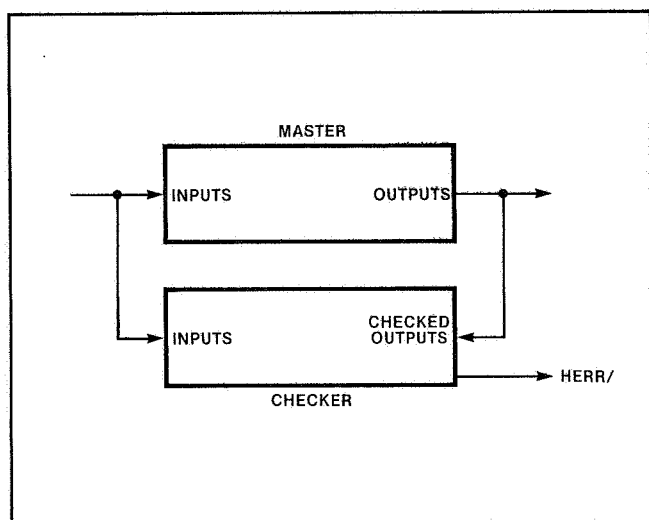 MASTER
INPUTS
OUTPUTS
INPUTS
CHECKED
OUTPUTS
HERR/
CHECKER